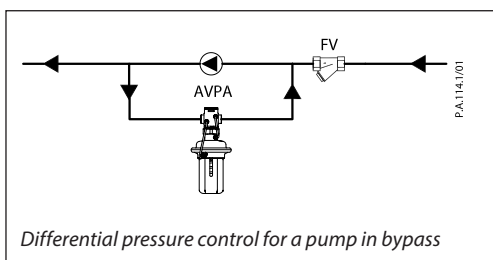 FV
AVPA
P.A.114.1/01
Differential pressure control for a pump in bypass